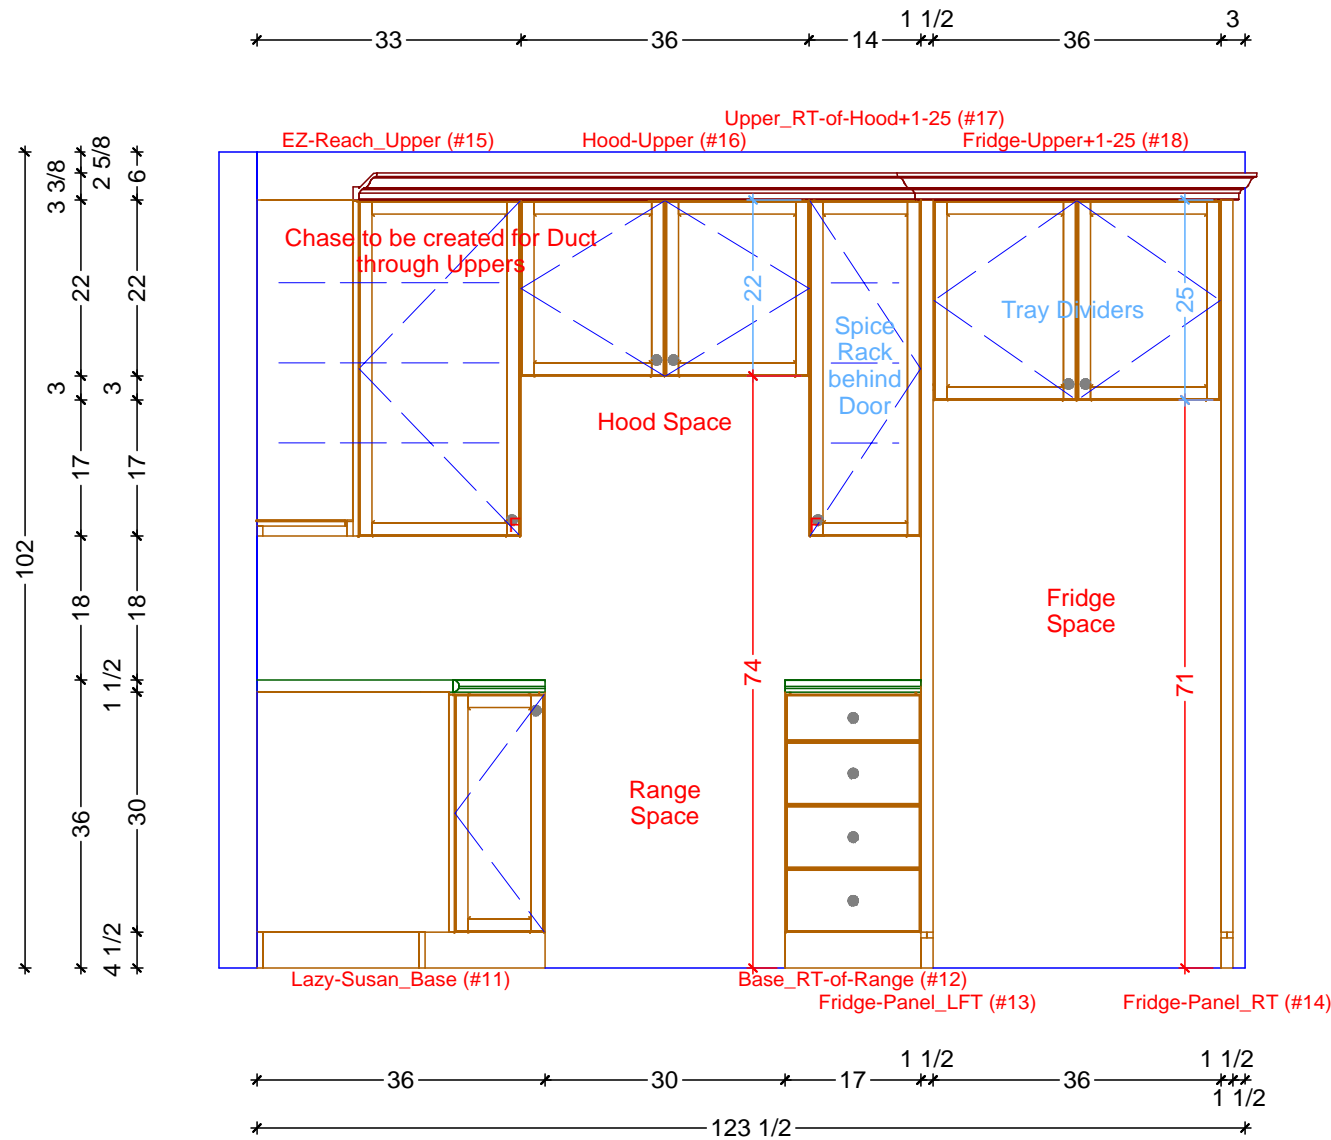 1 1/2
3
33
36
14
36
Upper_RT-of-Hood+1-25 (#17)
EZ-Reach_Upper (#15)
Hood-Upper (#16)
Fridge-Upper+1-25 (#18)
3 3/8
2 5/8
6
Chase to be created for Duct
through Uppers
22
22
22
25
Tray Dividers
Spice
Rack
behind
Door
3
3
Hood Space
17
17
102
18
18
Fridge
Space
1 1/2
74
71
36
30
Range
Space
4 1/2
Lazy-Susan_Base (#11)
Base_RT-of-Range (#12)
Fridge-Panel_LFT (#13)
Fridge-Panel_RT (#14)
1 1/2
1 1/2
36
30
17
36
1 1/2
123 1/2